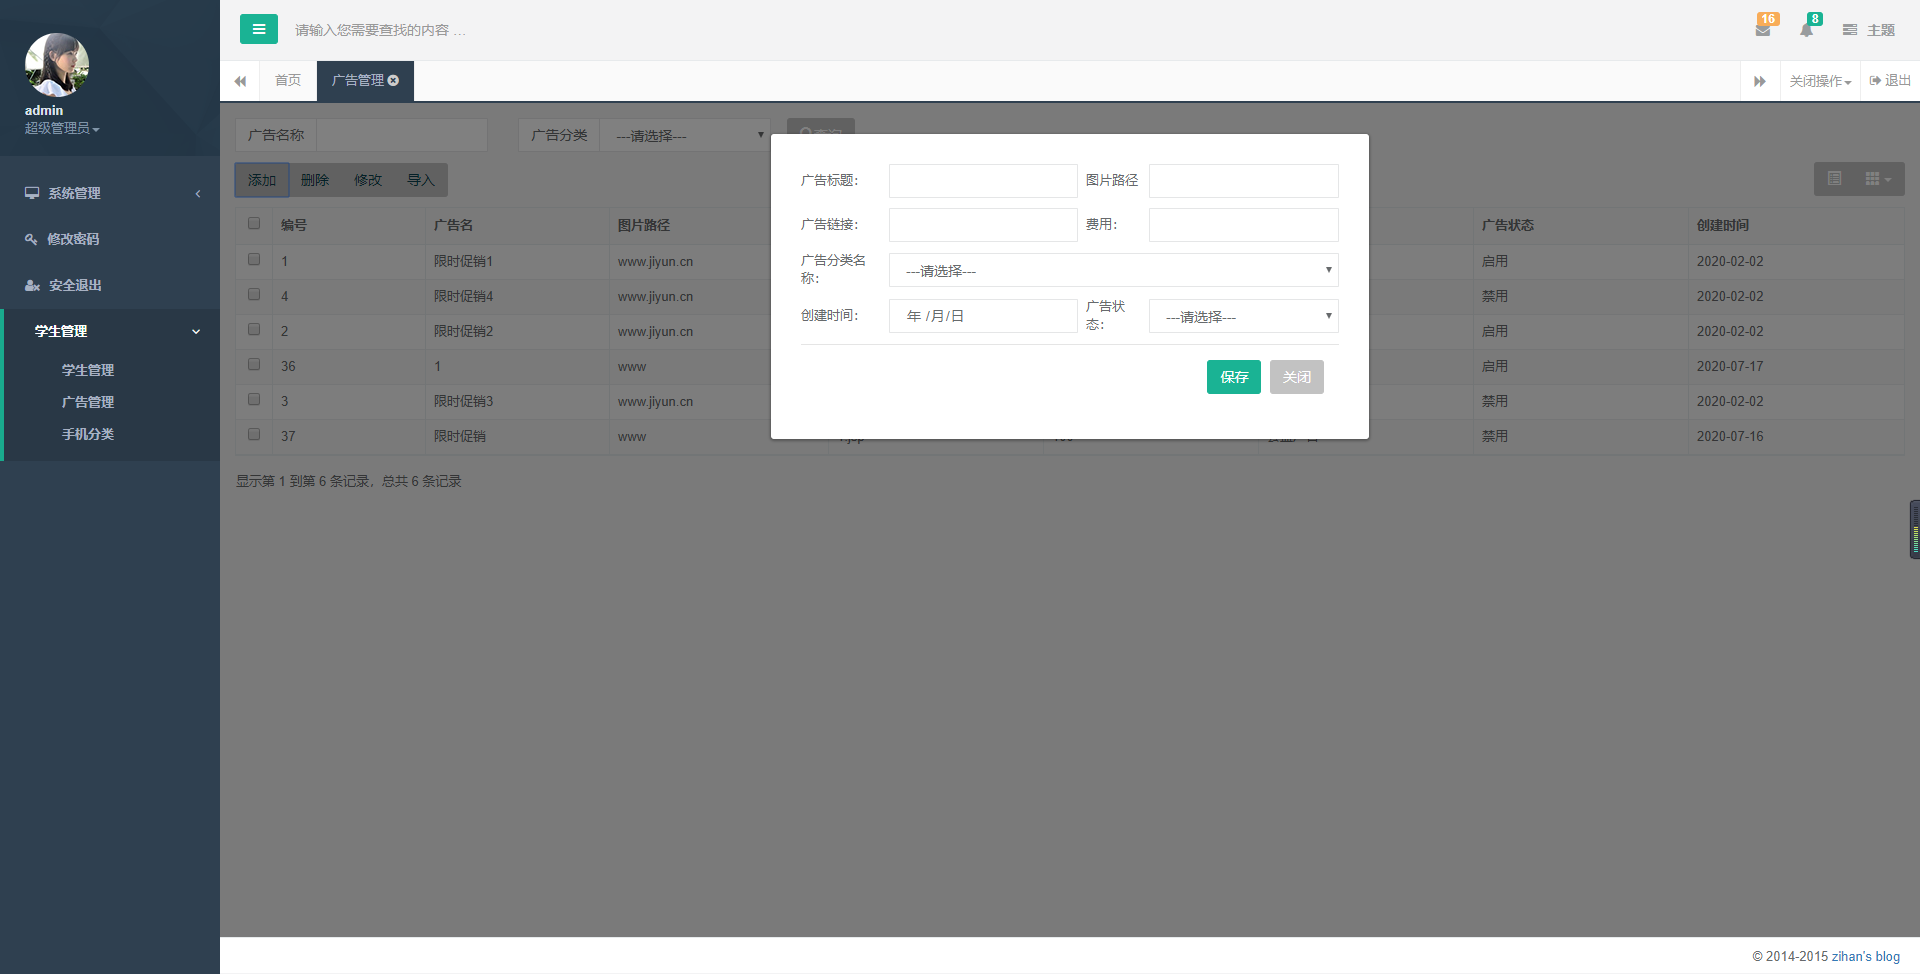 请输入您需要查找的内容 …
16
8
主题
admin
超级管理员
首页
广告管理
关闭操作
退出
系统管理
修改密码
安全退出
学生管理
学生管理
广告管理
手机分类
广告名称
广告分类 ---请选择---
添加 删除 修改 导入
编号 广告名 图片路径 广告状态 创建时间
1 限时促销1 www.jiyun.cn 启用 2020-02-02
4 限时促销4 www.jiyun.cn 禁用 2020-02-02
2 限时促销2 www.jiyun.cn 启用 2020-02-02
36 1 www 启用 2020-07-17
3 限时促销3 www.jiyun.cn 禁用 2020-02-02
37 限时促销 www 禁用 2020-07-16
显示第 1 到第 6 条记录，总共 6 条记录
广告标题： 图片路径
广告链接： 费用：
广告分类名
称： ---请选择---
创建时间： 年 /月/日
广告状
态： ---请选择---
保存 关闭
© 2014-2015 zihan's blog